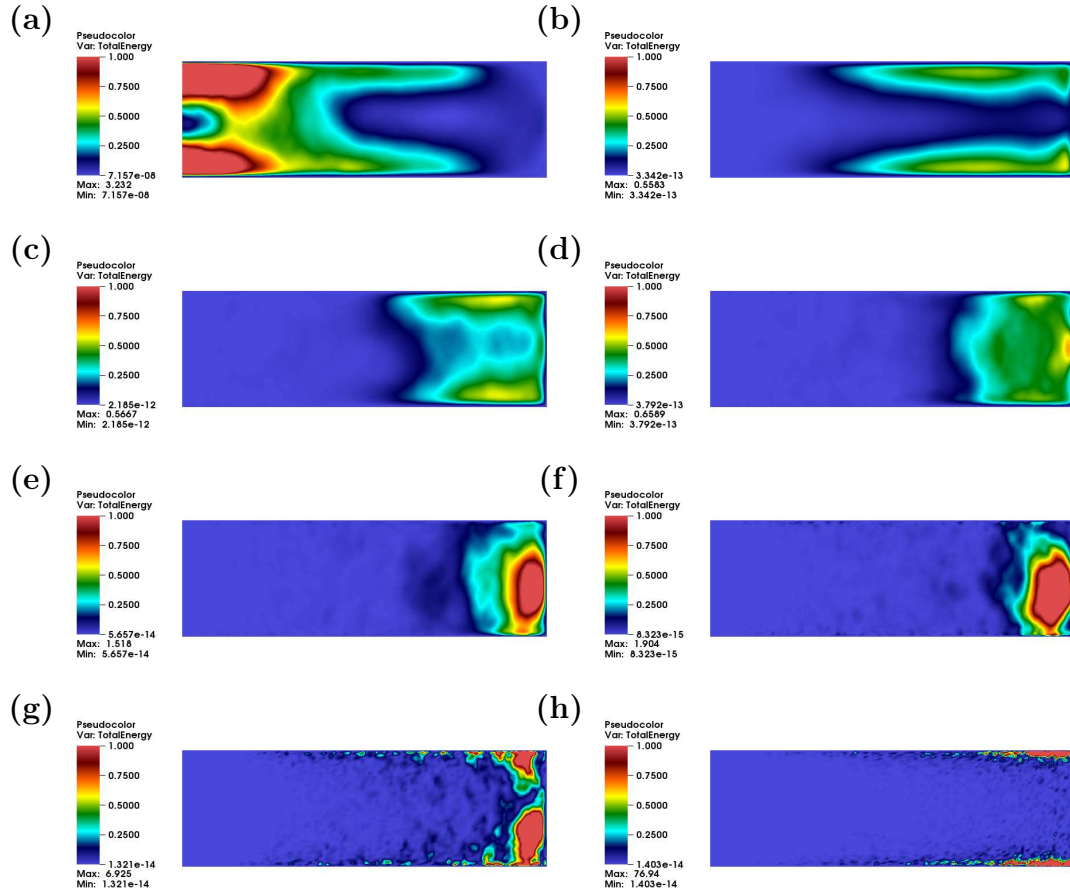 (a)
Pseudocolor
Var: TotalEnergy
1.000
0.7500
0.5000
0.2500
7.157e-08
Max: 3.232
Min: 7.157e-08
(b)
Pseudocolor
Var: TotalEnergy
1.000
0.7500
0.5000
0.2500
3.342e-13
Max: 0.5583
Min: 3.342e-13
(c)
Pseudocolor
Var: TotalEnergy
1.000
0.7500
0.5000
0.2500
2.185e-12
Max: 0.5667
Min: 2.185e-12
(d)
Pseudocolor
Var: TotalEnergy
1.000
0.7500
0.5000
0.2500
3.792e-13
Max: 0.6589
Min: 3.792e-13
(e)
Pseudocolor
Var: TotalEnergy
1.000
0.7500
0.5000
0.2500
5.657e-14
Max: 1.518
Min: 5.657e-14
(f)
Pseudocolor
Var: TotalEnergy
1.000
0.7500
0.5000
0.2500
8.323e-15
Max: 1.904
Min: 8.323e-15
(g)
Pseudocolor
Var: TotalEnergy
1.000
0.7500
0.5000
0.2500
1.321e-14
Max: 6.925
Min: 1.321e-14
(h)
Pseudocolor
Var: TotalEnergy
1.000
0.7500
0.5000
0.2500
1.403e-14
Max: 76.94
Min: 1.403e-14